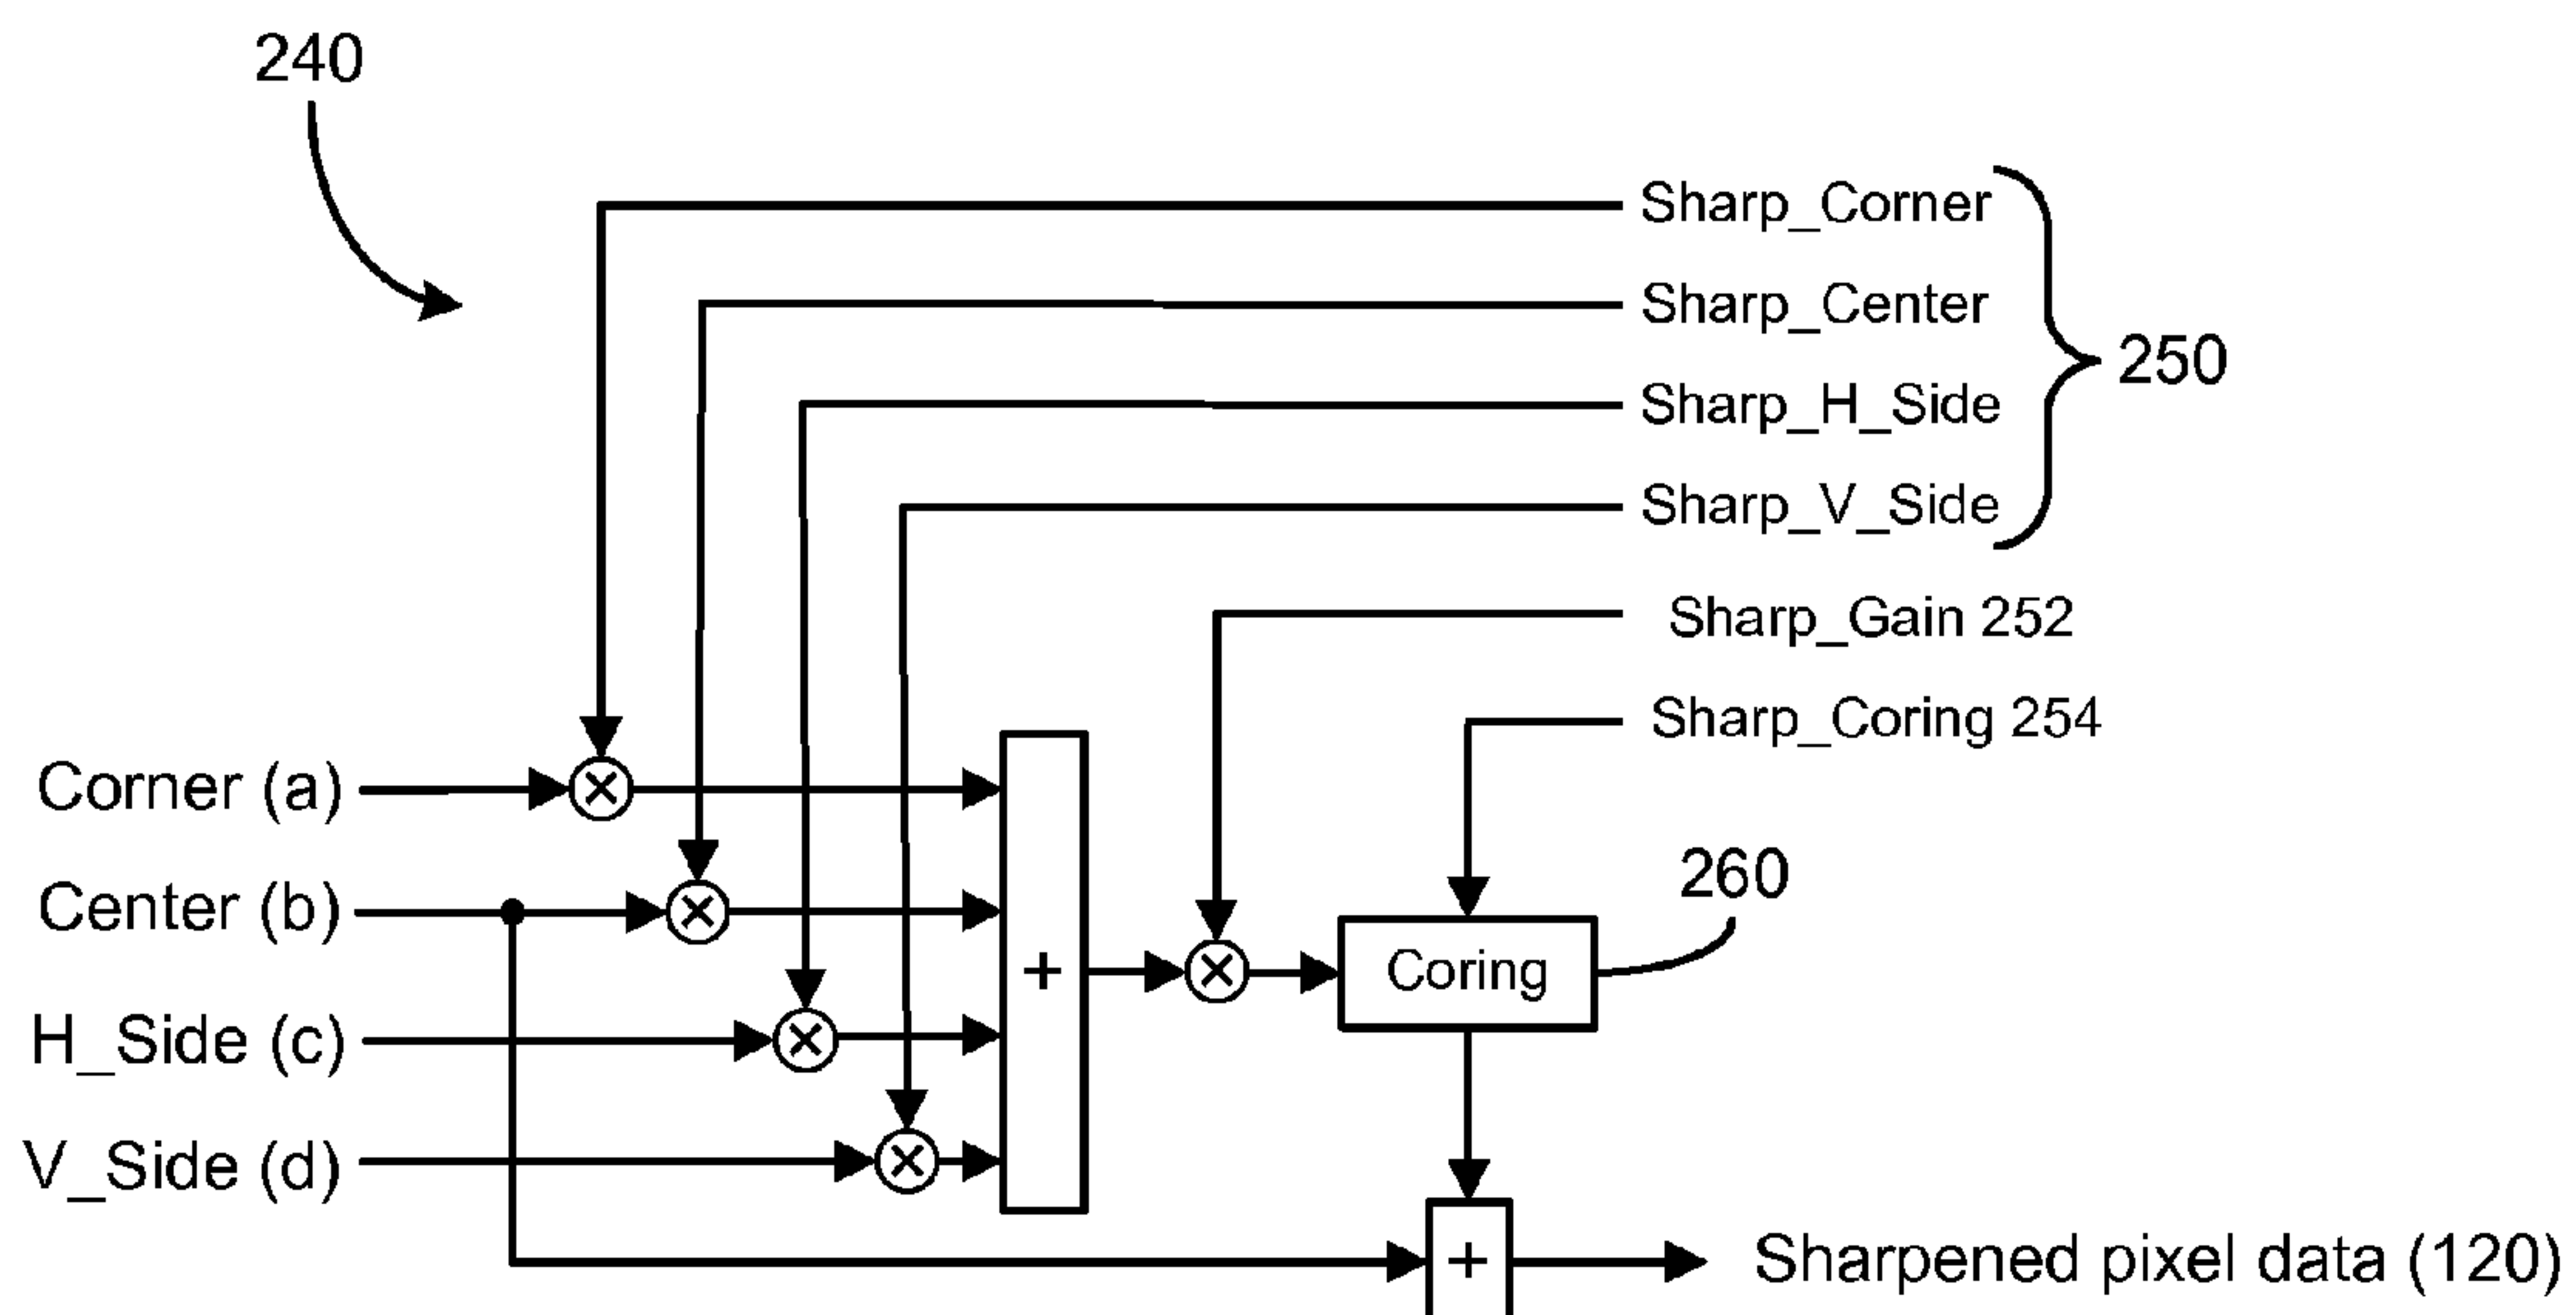 240
Sharp_Corner
Sharp_Center
Sharp_H_Side
Sharp_V_Side
250
Sharp_Gain 252
Sharp_Coring 254
Corner (a)
Center (b)
H_Side (c)
V_Side (d)
+
Coring
260
+
Sharpened pixel data (120)